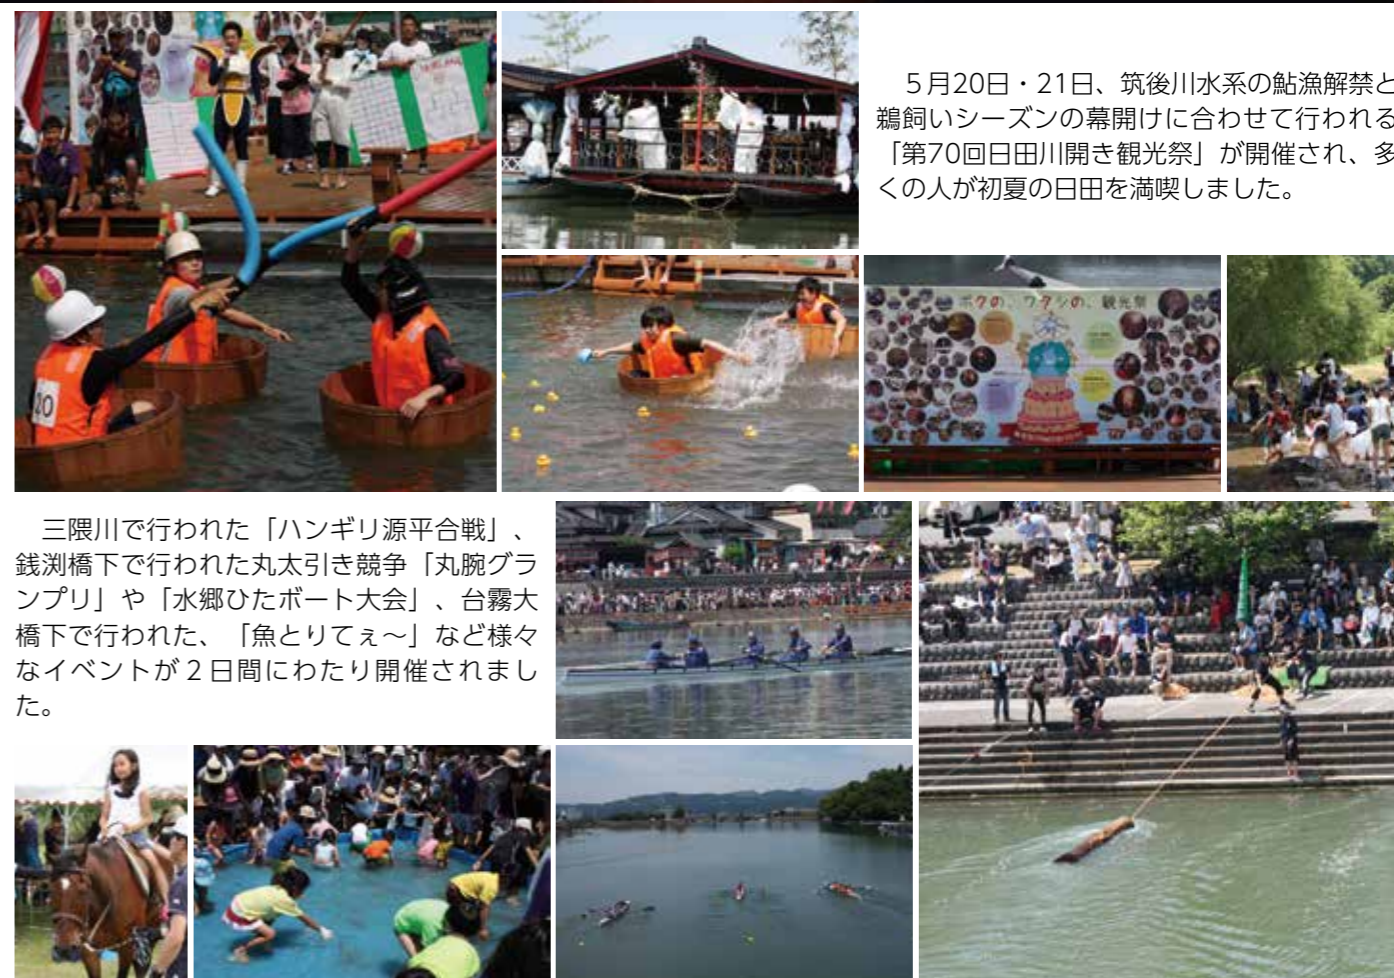 ５月20日・21日、筑後川水系の鮎漁解禁と
鵜飼いシーズンの幕開けに合わせて行われる
「第70回日田川開き観光祭」が開催され、多
くの人が初夏の日田を満喫しました。
ボクの、ワタシの、観光祭
20
三隈川で行われた「ハンギリ源平合戦」、
銭渕橋下で行われた丸太引き競争「丸腕グラ
ンプリ」や「水郷ひたボート大会」、台霧大
橋下で行われた、「魚とりてぇ～」など様々
なイベントが２日間にわたり開催されまし
た。